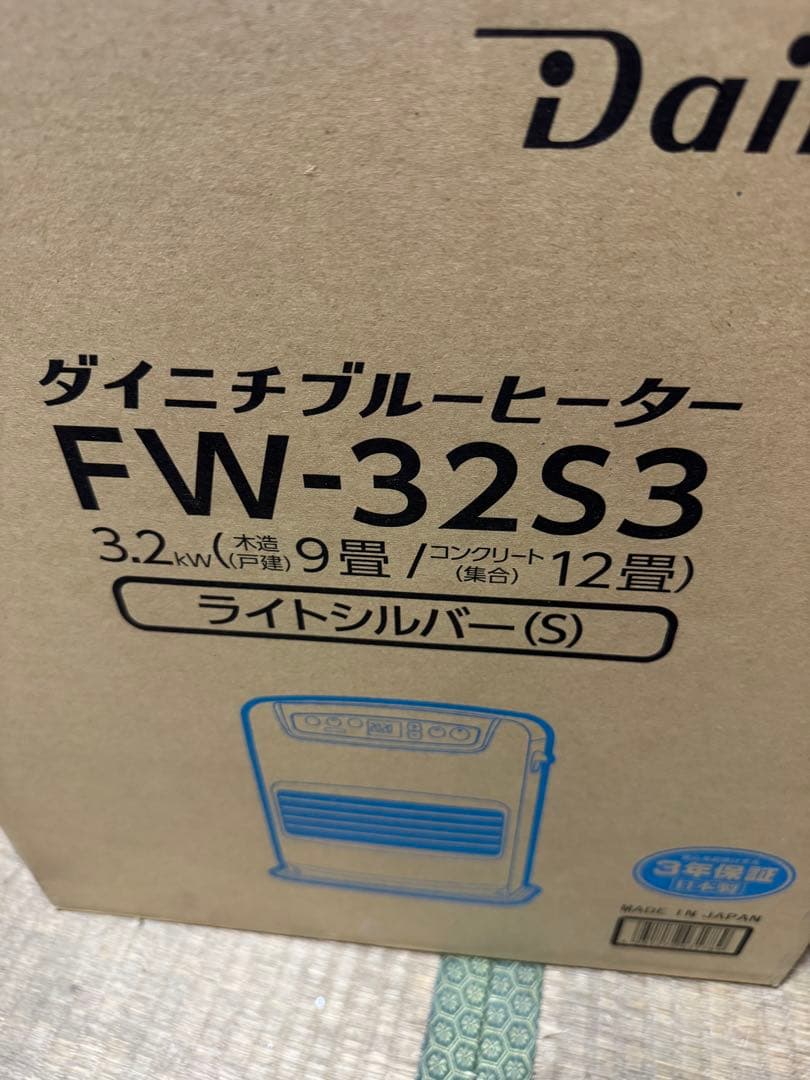 Dai
ダイニチブルーヒーター
FW-32S3
3.2kW(木造(戸建)9畳/コンクリート(集合)12畳)
ライトシルバー(S)
3年保証
日本製
MADE IN JAPAN